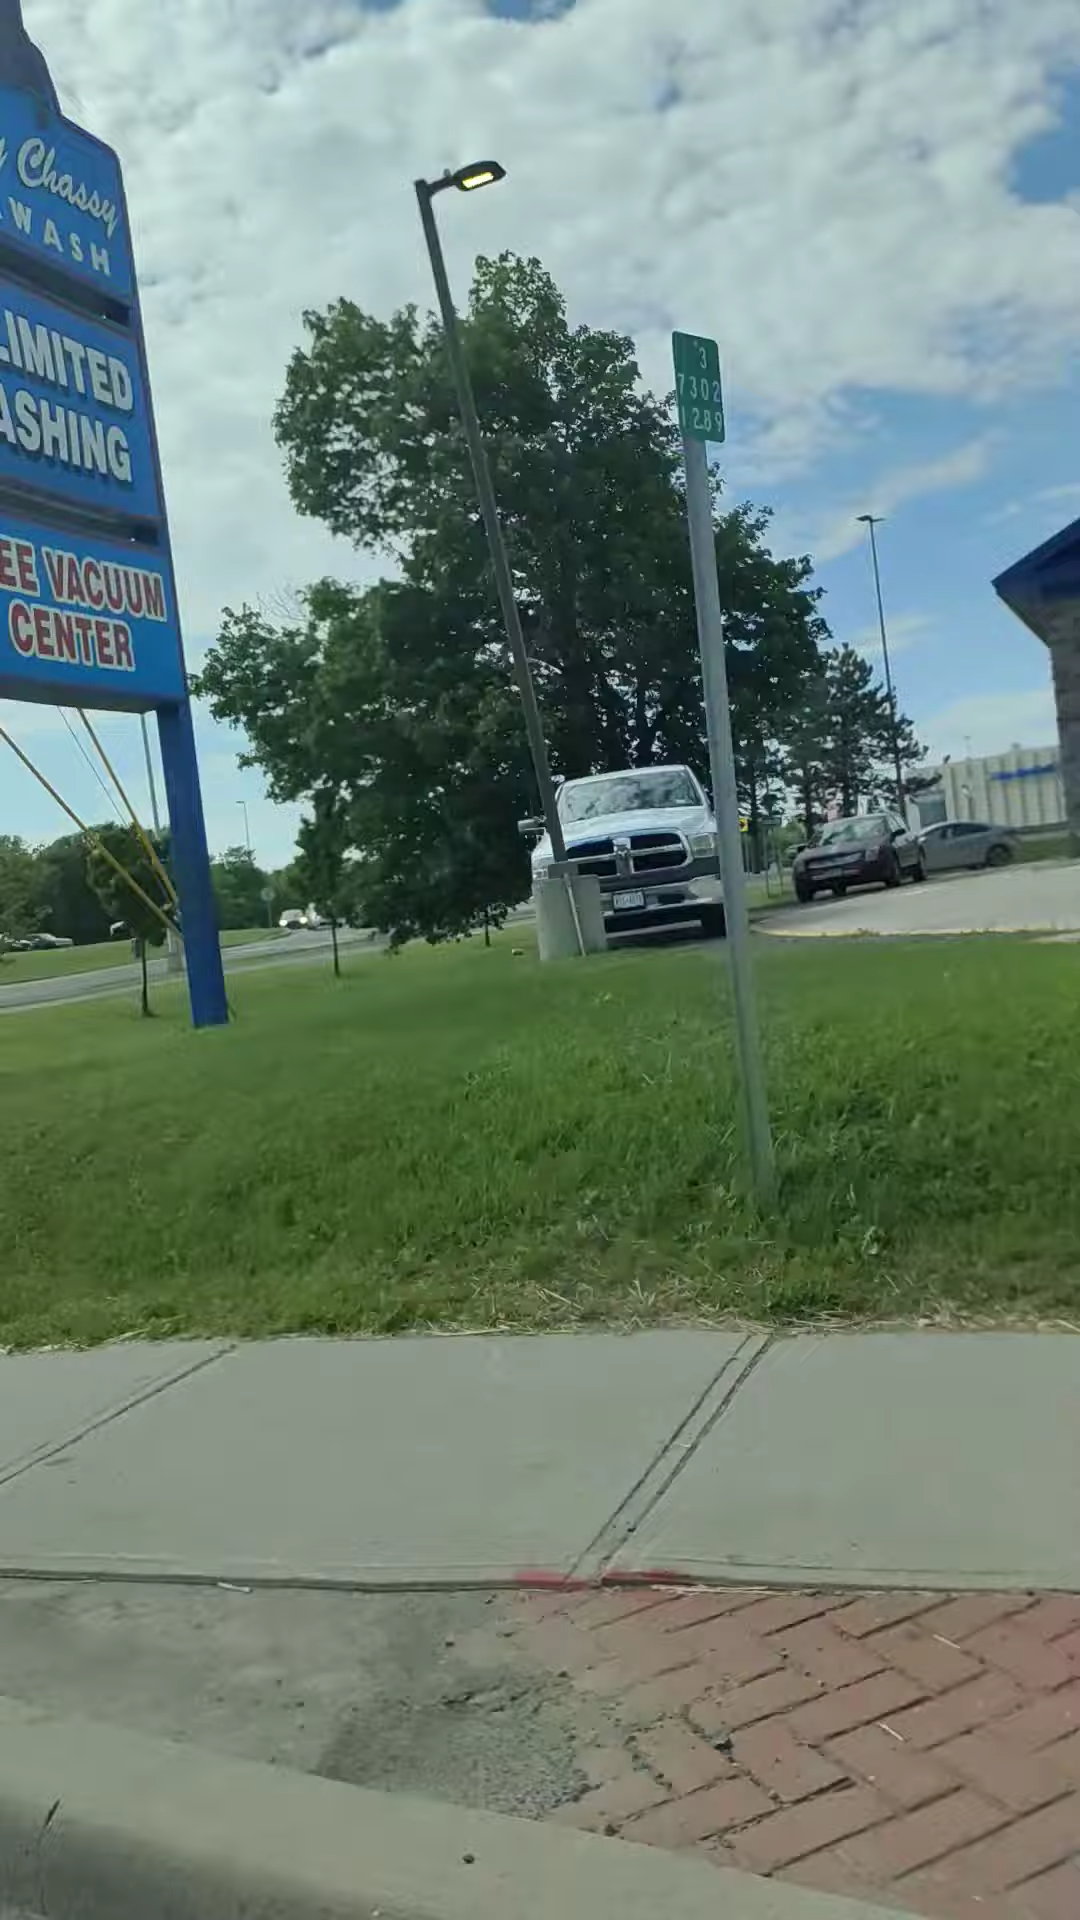 Chassy
WASH
LIMITED
ASHING
EE VACUUM
CENTER
3
7302
1289